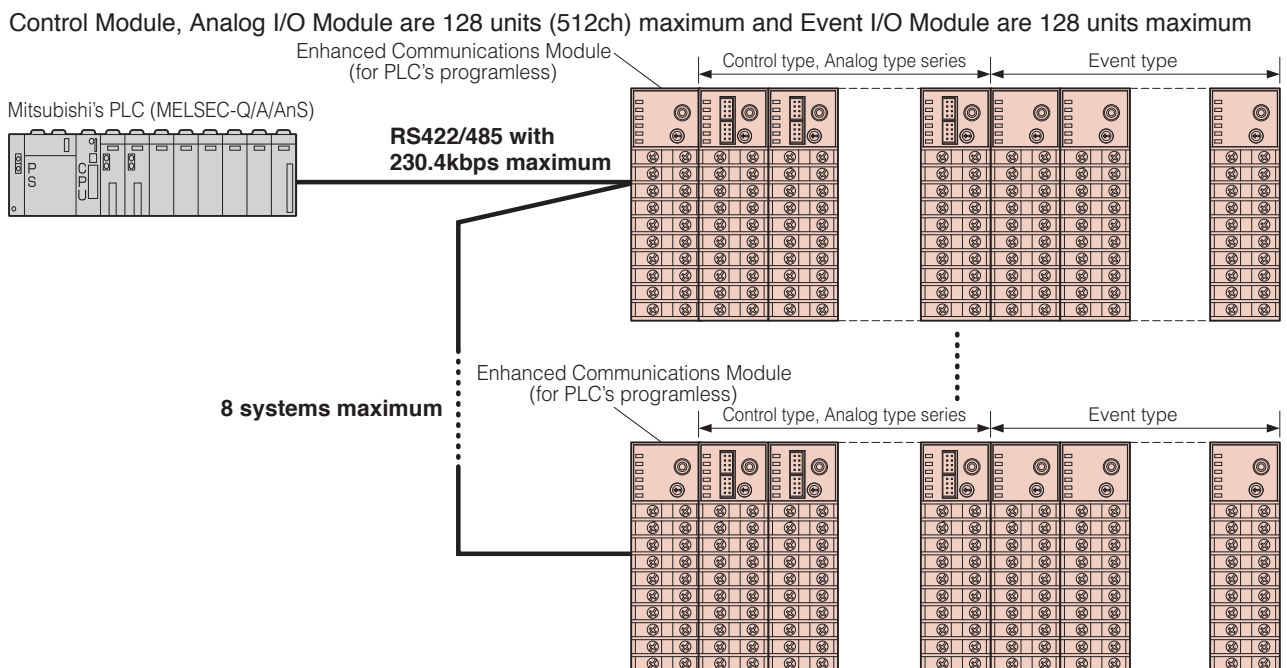 Control Module, Analog I/O Module are 128 units (512ch) maximum and Event I/O Module are 128 units maximum
Enhanced Communications Module
(for PLC's programless)
Control type, Analog type series
Event type
Mitsubishi's PLC (MELSEC-Q/A/AnS)
PS
CPU
RS422/485 with
230.4kbps maximum
8 systems maximum
Enhanced Communications Module
(for PLC's programless)
Control type, Analog type series
Event type